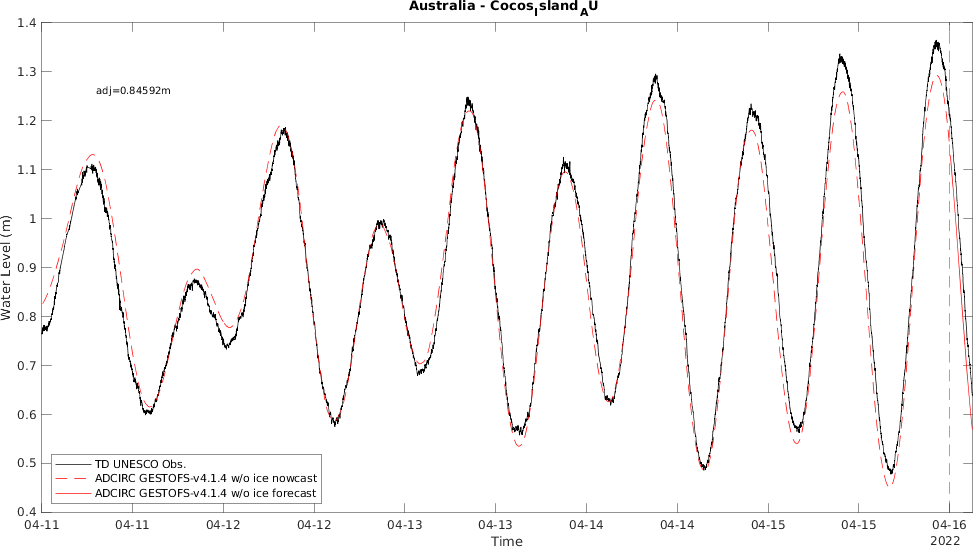 Australia - Cocos_Island_AU
adj=0.84592m
1.4
1.3
1.2
1.1
1
0.9
0.8
0.7
0.6
0.5
0.4
Water Level (m)
TD UNESCO Obs.
ADCIRC GESTOFS-v4.1.4 w/o ice nowcast
ADCIRC GESTOFS-v4.1.4 w/o ice forecast
04-11 04-11 04-12 04-12 04-13 04-13 04-14 04-14 04-15 04-15 04-16
Time
2022